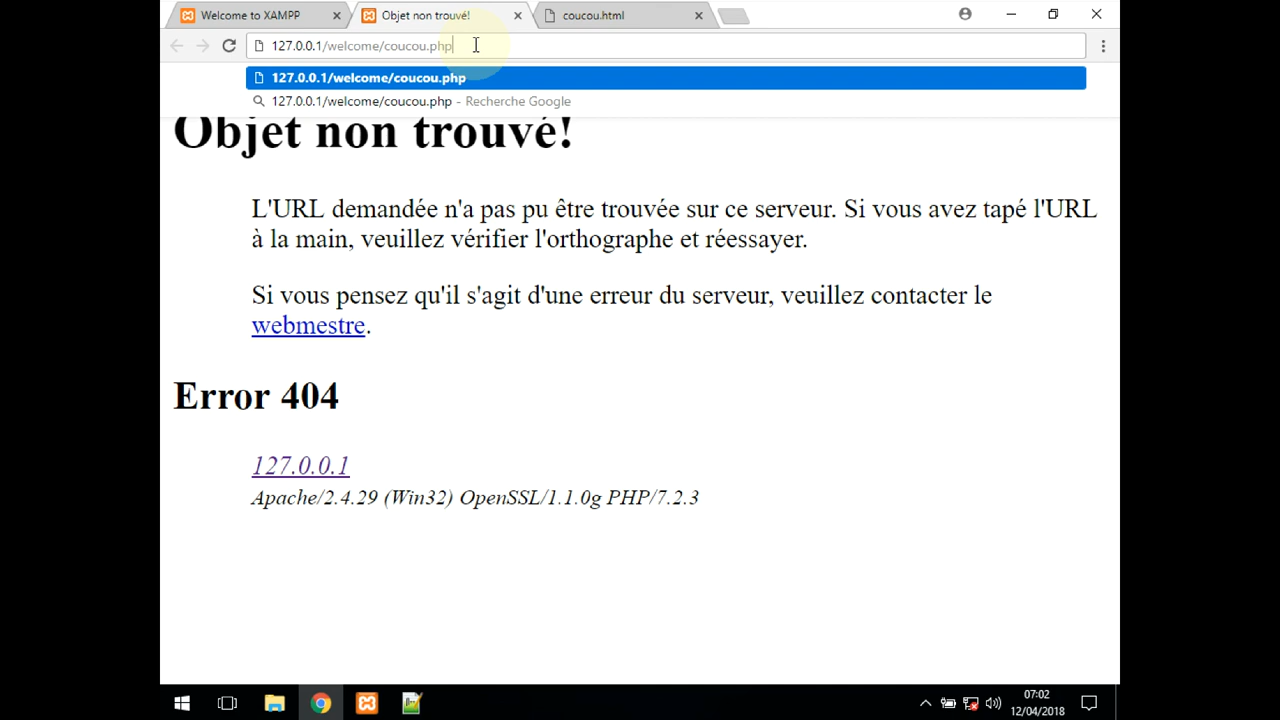 Welcome to XAMPP
Objet non trouvé!
coucou.html
127.0.0.1/welcome/coucou.php
127.0.0.1/welcome/coucou.php
127.0.0.1/welcome/coucou.php - Recherche Google
Objet non trouvé!
L'URL demandée n'a pas pu être trouvée sur ce serveur. Si vous avez tapé l'URL
à la main, veuillez vérifier l'orthographe et réessayer.
Si vous pensez qu'il s'agit d'une erreur du serveur, veuillez contacter le
webmestre.
Error 404
127.0.0.1
Apache/2.4.29 (Win32) OpenSSL/1.1.0g PHP/7.2.3
07:02
12/04/2018